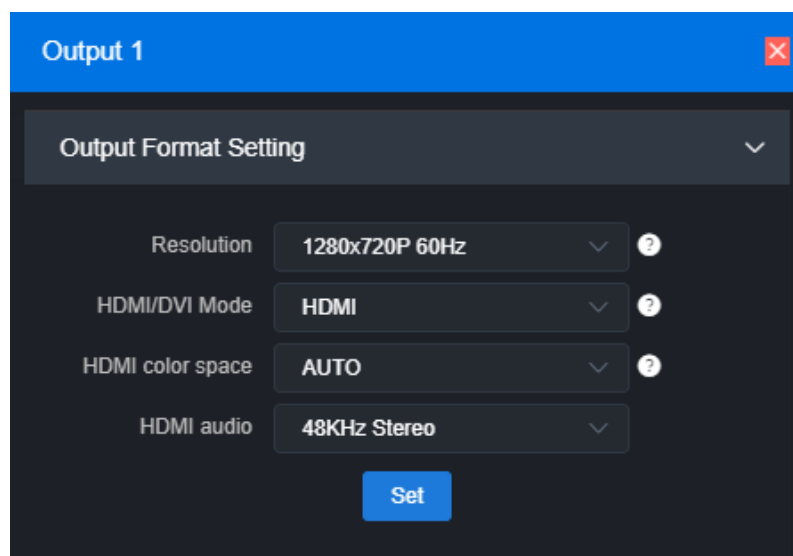 Output 1
Output Format Setting
Resolution 1280x720P 60Hz ?
HDMI/DVI Mode HDMI ?
HDMI color space AUTO ?
HDMI audio 48KHz Stereo
Set